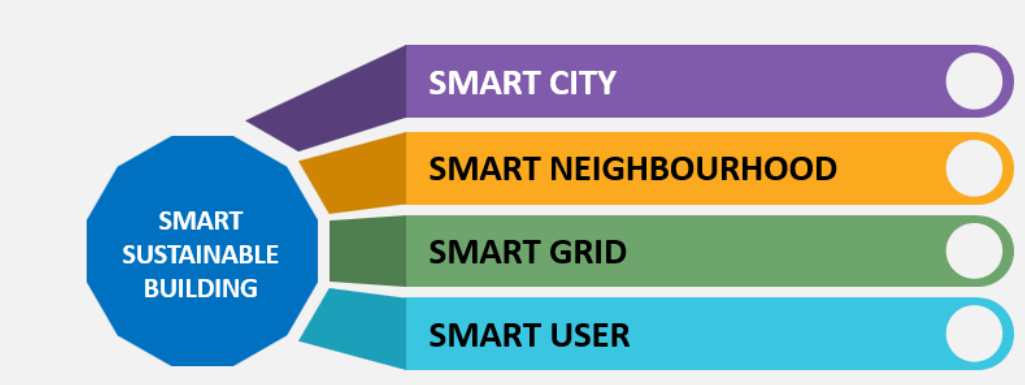 SMART CITY
SMART NEIGHBOURHOOD
SMART
SUSTAINABLE
BUILDING
SMART GRID
SMART USER